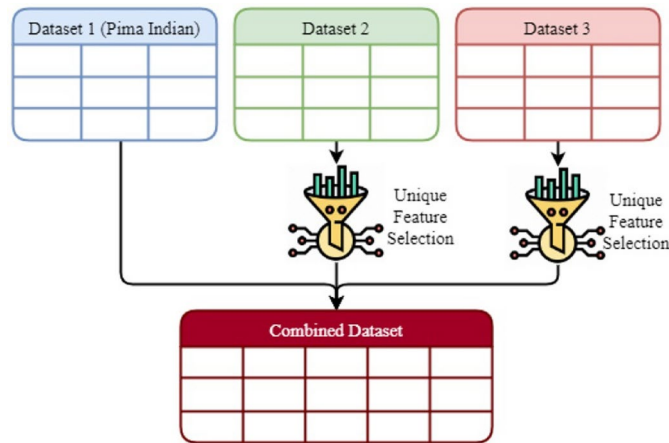 Dataset 1 (Pima Indian)
Dataset 2
Dataset 3
Unique
Feature
Selection
Unique
Feature
Selection
Combined Dataset